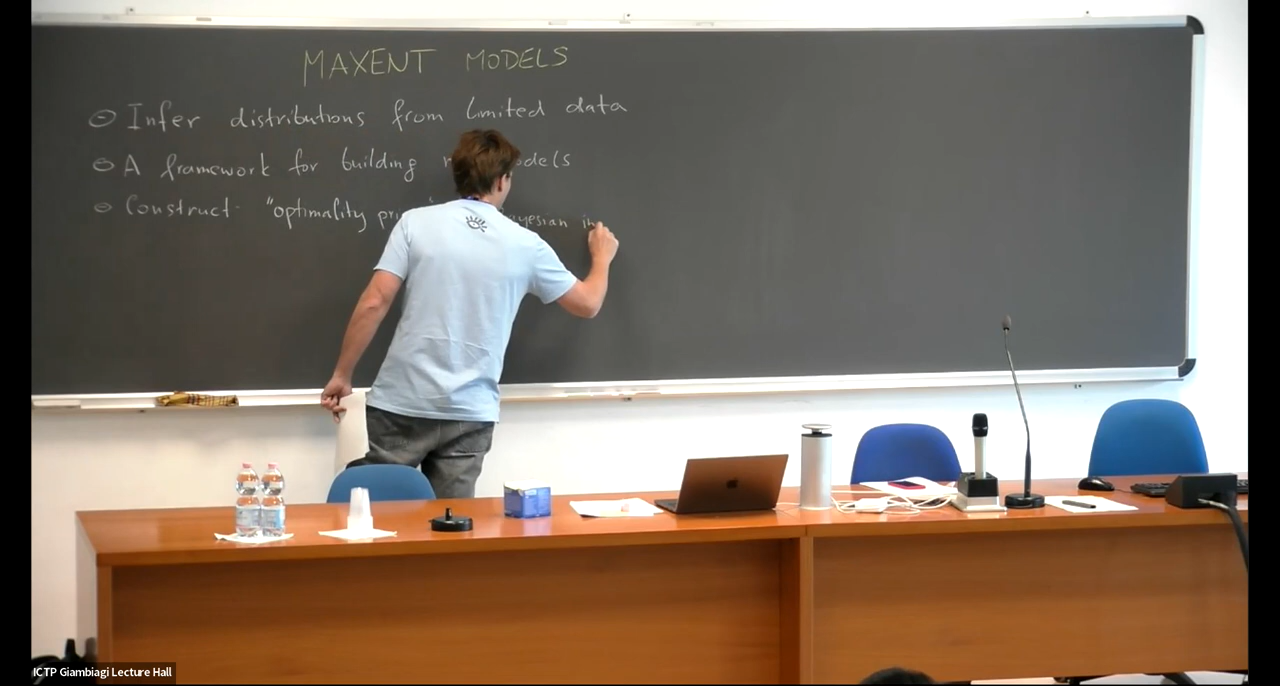 MAXENT MODELS
Infer distributions from limited data
A framework for building
Construct "optimality
ICTP Giambiagi Lecture Hall